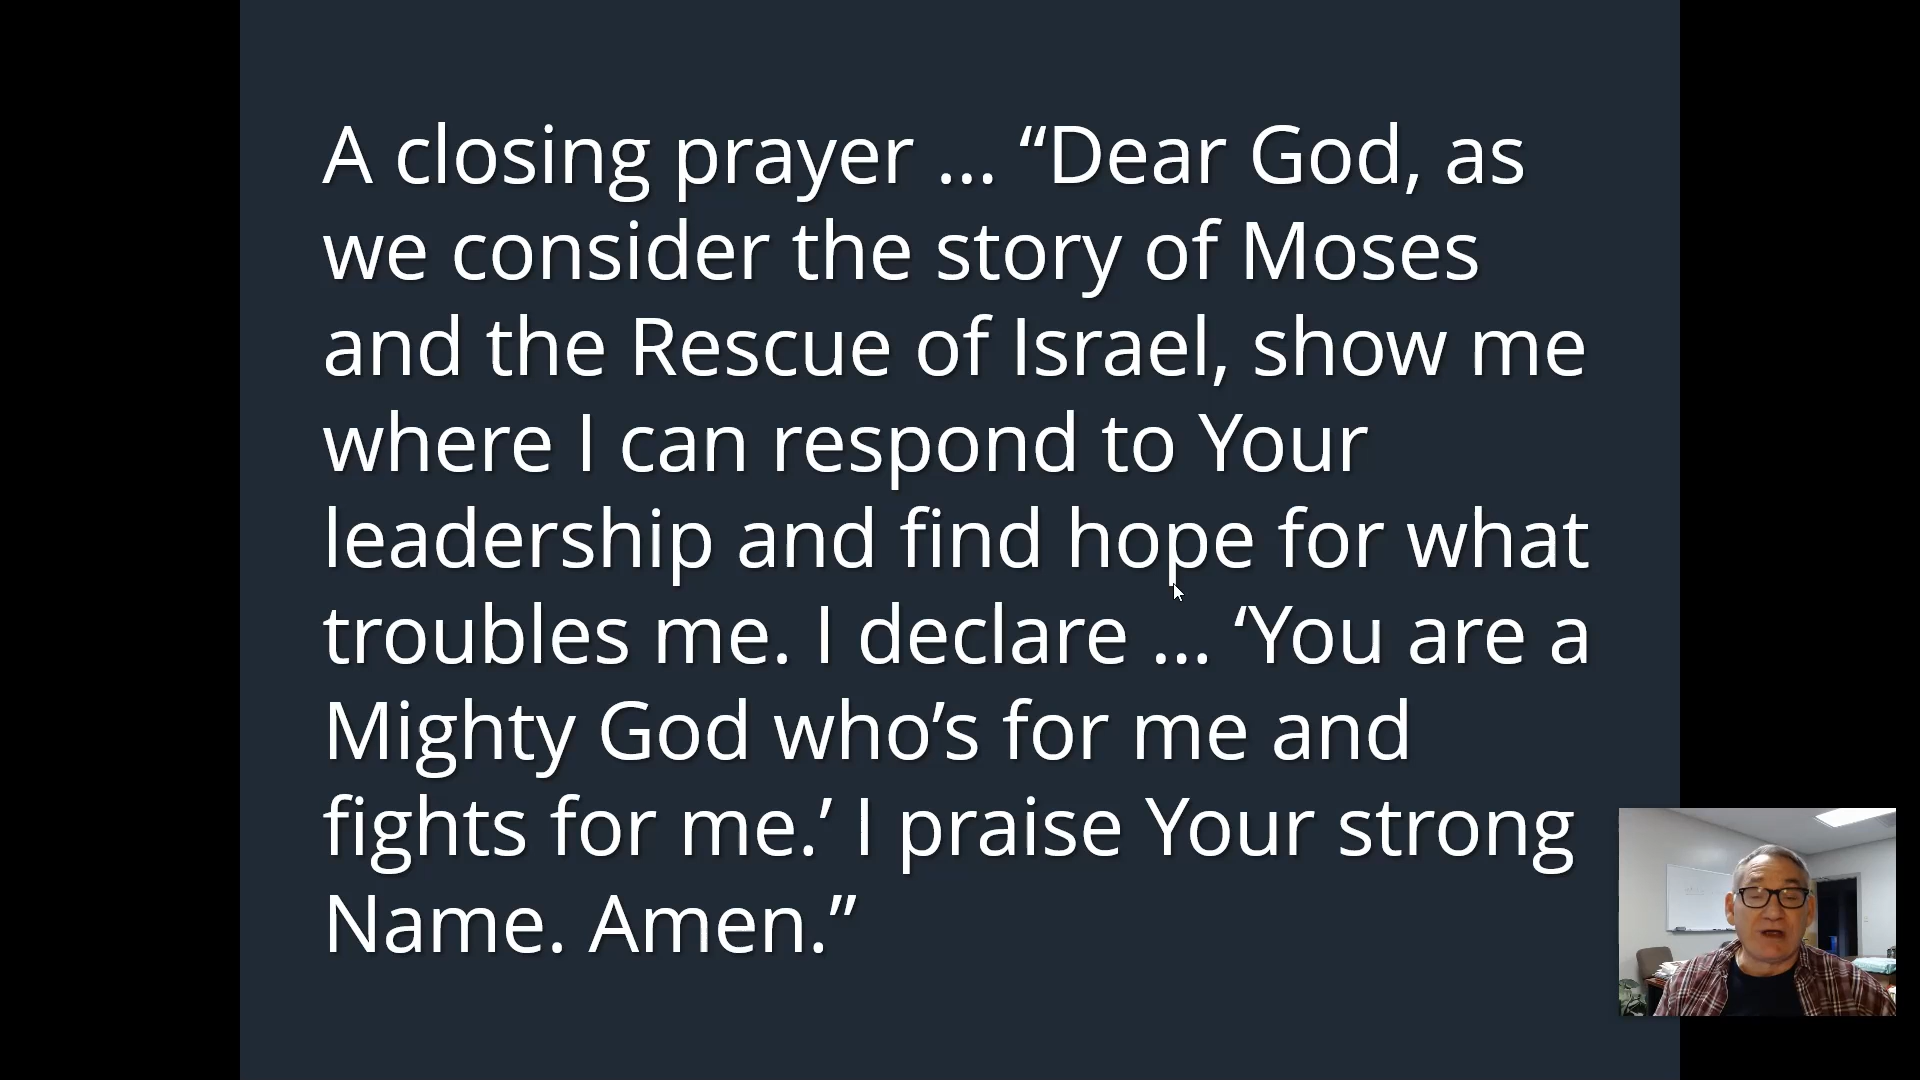 A closing prayer … “Dear God, as
we consider the story of Moses
and the Rescue of Israel, show me
where I can respond to Your
leadership and find hope for what
troubles me. I declare … ‘You are a
Mighty God who’s for me and
fights for me.’ I praise Your strong
Name. Amen.”